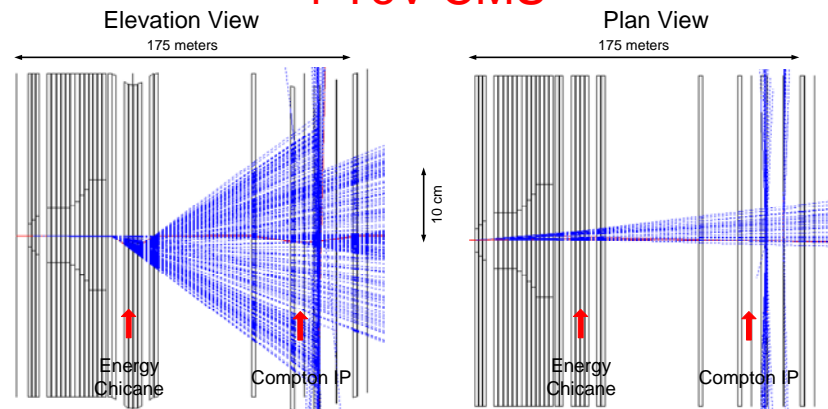 Elevation View
175 meters
Energy
Chicane
Compton IP
10 cm
Plan View
175 meters
Energy
Chicane
Compton IP